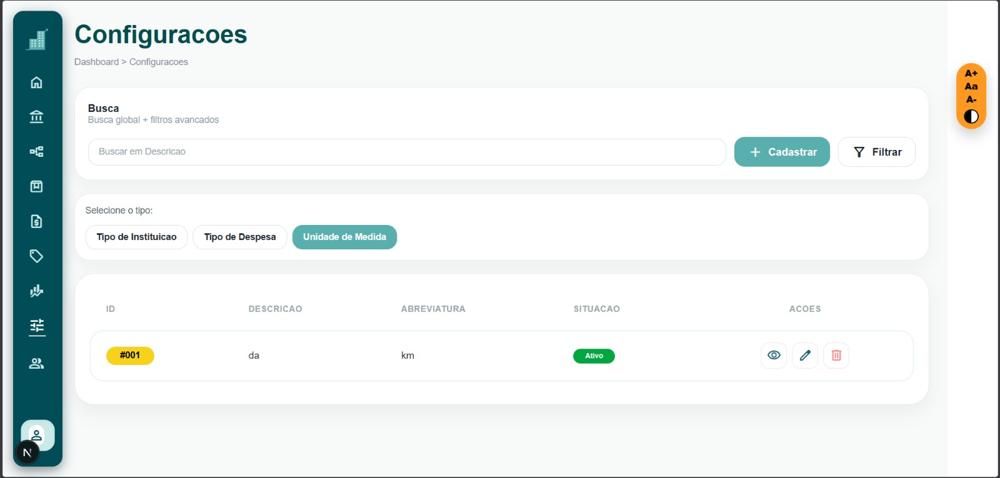 Configuracoes
Dashboard > Configuracoes
Busca
Busca global + filtros avancados
Buscar em Descricao
Cadastrar
Filtrar
Selecione o tipo:
Tipo de Instituicao
Tipo de Despesa
Unidade de Medida
ID DESCRICAO ABREVIATURA SITUACAO ACOES
#001 da km Ativo
A+
Aa
A-
N